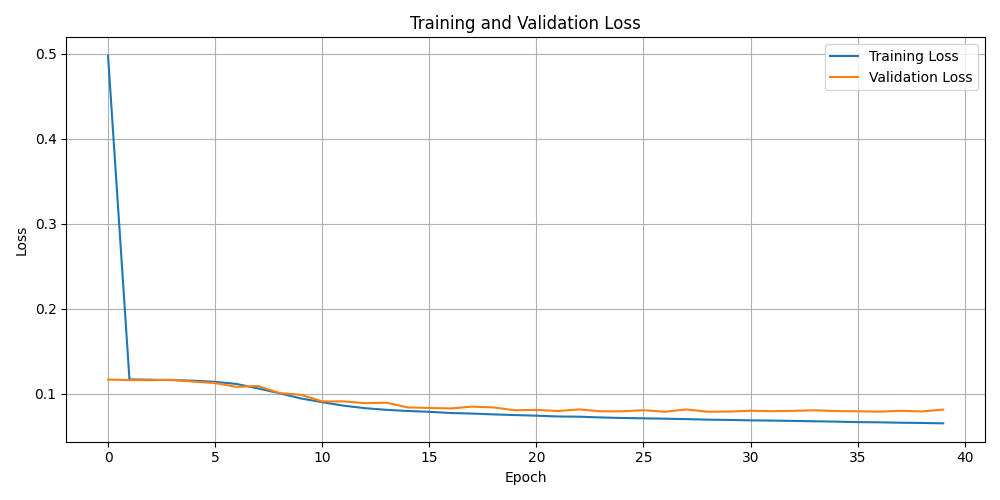 Training and Validation Loss
Training Loss
Validation Loss
Loss
0.5
0.4
0.3
0.2
0.1
0 5 10 15 20 25 30 35 40
Epoch